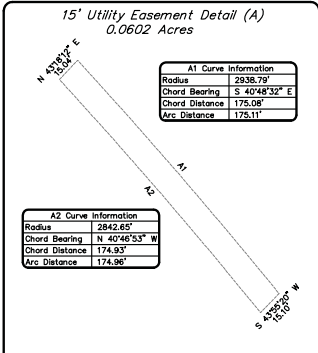 15' Utility Easement Detail (A)
0.0602 Acres
N 43°18'12" E
15.04'
A1 Curve Information
Radius 2938.79'
Chord Bearing S 40°48'32" E
Chord Distance 175.08'
Arc Distance 175.11'
A1
A2
A2 Curve Information
Radius 2842.65'
Chord Bearing N 40°46'53" W
Chord Distance 174.93'
Arc Distance 174.96'
S 43°55'20" W
15.10'